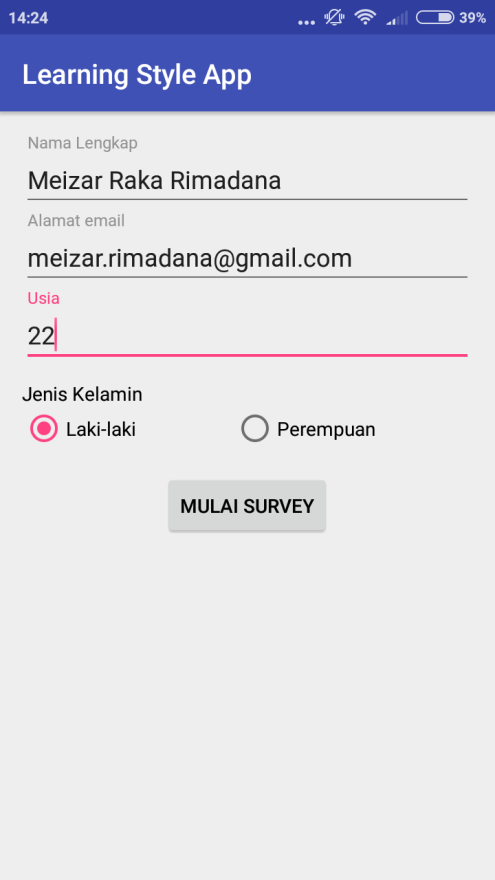 14:24
39%
Learning Style App
Nama Lengkap
Meizar Raka Rimadana
Alamat email
meizar.rimadana@gmail.com
Usia
22
Jenis Kelamin
Laki-laki Perempuan
MULAI SURVEY